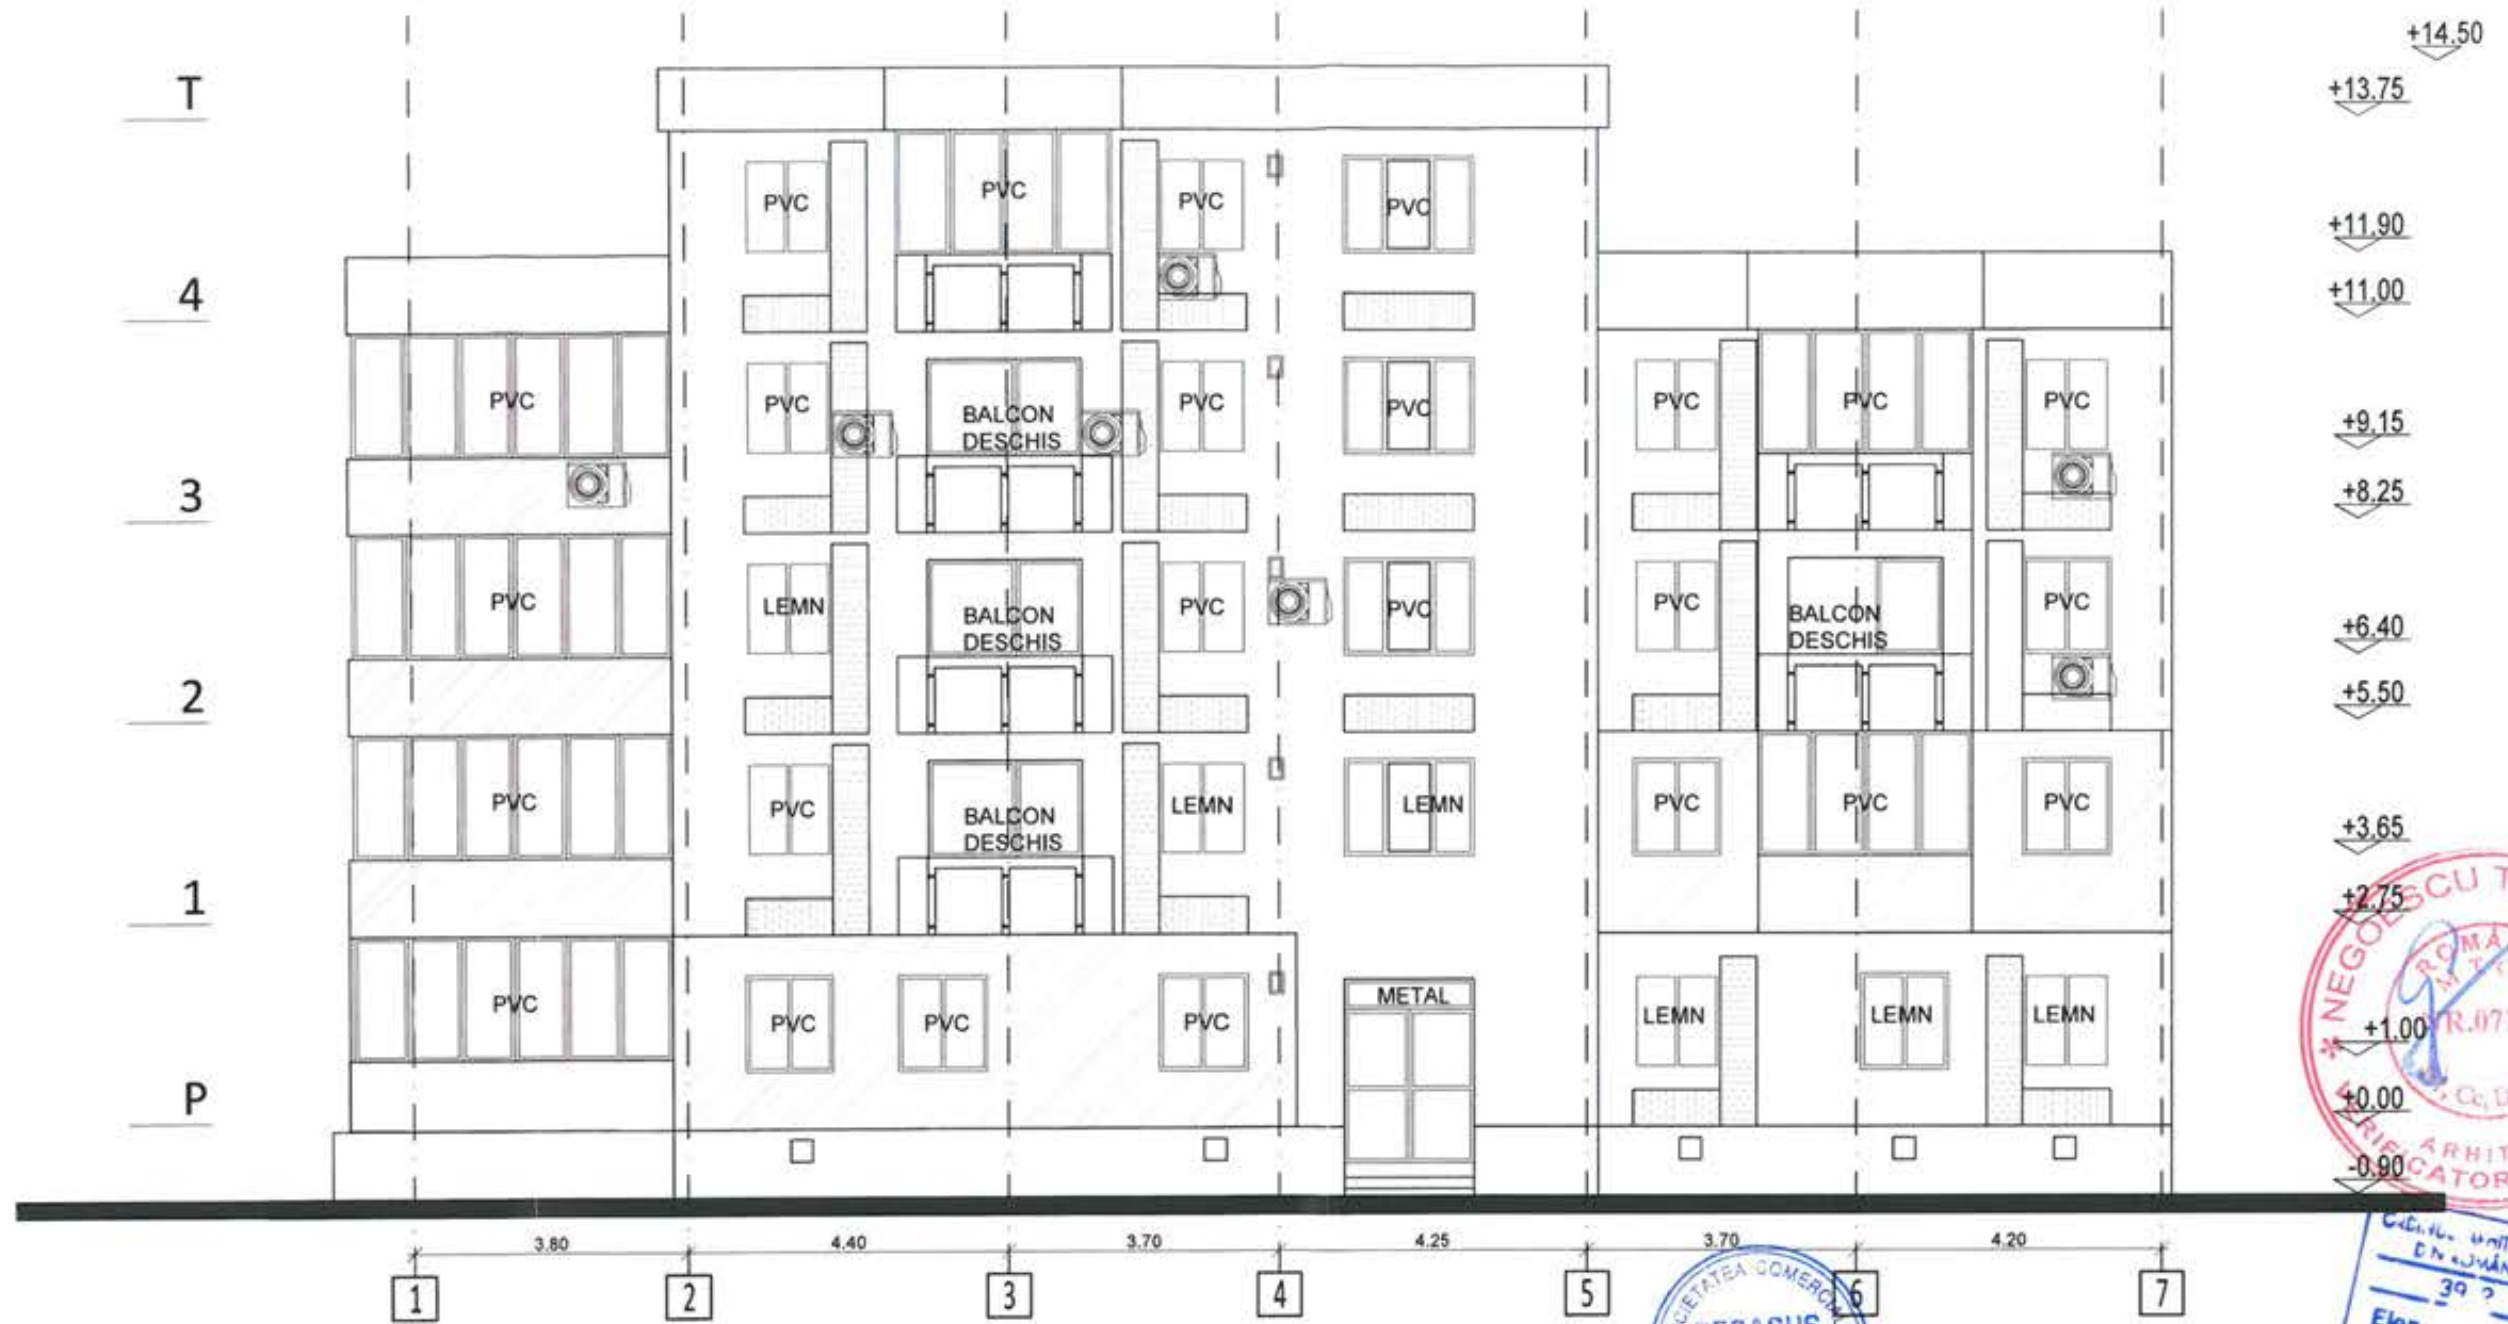 +14.50
T
+13.75
PVC PVC PVC PVC
+11.90
4
+11.00
PVC PVC BALCON DESCHIS PVC PVC PVC PVC PVC
+9.15
3
+8.25
PVC LEMN BALCON DESCHIS PVC PVC PVC BALCON DESCHIS PVC
+6.40
2
+5.50
PVC PVC BALCON DESCHIS LEMN LEMN PVC PVC PVC
+3.65
1
+2.75
PVC PVC PVC PVC METAL LEMN LEMN LEMN
+1.00
P
+0.00
-0.90
3.80 4.40 3.70 4.25 3.70 4.20
1 2 3 4 5 6 7
NEGOESCU T
ROMÂ
ARHIT